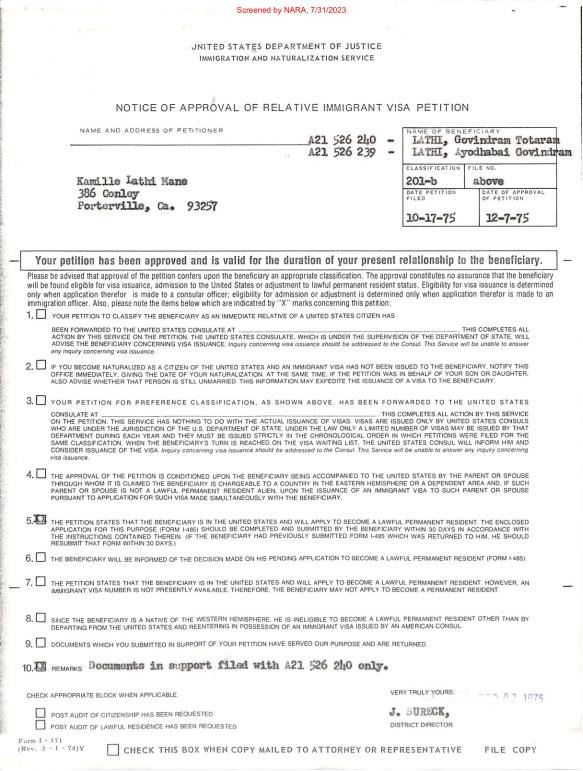 Screened by NARA, 7/31/2023
UNITED STATES DEPARTMENT OF JUSTICE
IMMIGRATION AND NATURALIZATION SERVICE
NOTICE OF APPROVAL OF RELATIVE IMMIGRANT VISA PETITION
NAME AND ADDRESS OF PETITIONER
A21 526 240 -
A21 526 239 -
NAME OF BENEFICIARY
LATHI, Govindram Totaram
LATHI, Ayodhabai Govindram
CLASSIFICATION FILE NO.
201-b above
DATE PETITION FILED
DATE OF APPROVAL OF PETITION
10-17-75 12-7-75
Kamille Lathi Mane
386 Conley
Porterville, Ca. 93257
Your petition has been approved and is valid for the duration of your present relationship to the beneficiary.
Please be advised that approval of the petition confers upon the beneficiary an appropriate classification. The approval constitutes no assurance that the beneficiary
will be found eligible for visa issuance, admission to the United States or adjustment to lawful permanent resident status. Eligibility for visa issuance is determined
only when application therefor is made to a consular officer; eligibility for admission or adjustment is determined only when application therefor is made to an
immigration officer. Also, please note the items below which are indicated by "X" marks concerning this petition:
1. YOUR PETITION TO CLASSIFY THE BENEFICIARY AS AN IMMEDIATE RELATIVE OF A UNITED STATES CITIZEN HAS
BEEN FORWARDED TO THE UNITED STATES CONSULATE AT . THIS COMPLETES ALL
ACTION BY THIS SERVICE ON THE PETITION. THE UNITED STATES CONSULATE, WHICH IS UNDER THE SUPERVISION OF THE DEPARTMENT OF STATE, WILL
ADVISE THE BENEFICIARY CONCERNING VISA ISSUANCE. Inquiry concerning visa issuance should be addressed to the Consul. This Service will be unable to answer
any inquiry concerning visa issuance.
2. IF YOU BECOME NATURALIZED AS A CITIZEN OF THE UNITED STATES AND AN IMMIGRANT VISA HAS NOT BEEN ISSUED TO THE BENEFICIARY, NOTIFY THIS
OFFICE IMMEDIATELY, GIVING THE DATE OF YOUR NATURALIZATION. AT THE SAME TIME, IF THE PETITION WAS IN BEHALF OF YOUR SON OR DAUGHTER,
ALSO ADVISE WHETHER THAT PERSON IS STILL UNMARRIED. THIS INFORMATION MAY EXPEDITE THE ISSUANCE OF A VISA TO THE BENEFICIARY.
3. YOUR PETITION FOR PREFERENCE CLASSIFICATION, AS SHOWN ABOVE, HAS BEEN FORWARDED TO THE UNITED STATES
CONSULATE AT . THIS COMPLETES ALL ACTION BY THIS SERVICE
ON THE PETITION. THIS SERVICE HAS NOTHING TO DO WITH THE ACTUAL ISSUANCE OF VISAS. VISAS ARE ISSUED ONLY BY UNITED STATES CONSULS
WHO ARE UNDER THE JURISDICTION OF THE U.S. DEPARTMENT OF STATE. UNDER THE LAW ONLY A LIMITED NUMBER OF VISAS MAY BE ISSUED BY THAT
DEPARTMENT DURING EACH YEAR AND THEY MUST BE ISSUED STRICTLY IN THE CHRONOLOGICAL ORDER IN WHICH PETITIONS WERE FILED FOR THE
SAME CLASSIFICATION. WHEN THE BENEFICIARY'S TURN IS REACHED ON THE VISA WAITING LIST, THE UNITED STATES CONSUL WILL INFORM HIM AND
CONSIDER ISSUANCE OF THE VISA. Inquiry concerning visa issuance should be addressed to the Consul. This Service will be unable to answer any inquiry concerning
visa issuance.
4. THE APPROVAL OF THE PETITION IS CONDITIONED UPON THE BENEFICIARY BEING ACCOMPANIED TO THE UNITED STATES BY THE PARENT OR SPOUSE
THROUGH WHOM IT IS CLAIMED THE BENEFICIARY IS CHARGEABLE TO A COUNTRY IN THE EASTERN HEMISPHERE OR A DEPENDENT AREA AND, IF SUCH
PARENT OR SPOUSE IS NOT A LAWFUL PERMANENT RESIDENT ALIEN, UPON THE ISSUANCE OF AN IMMIGRANT VISA TO SUCH PARENT OR SPOUSE
PURSUANT TO APPLICATION FOR SUCH VISA MADE SIMULTANEOUSLY WITH THE BENEFICIARY.
5. X THE PETITION STATES THAT THE BENEFICIARY IS IN THE UNITED STATES AND WILL APPLY TO BECOME A LAWFUL PERMANENT RESIDENT. THE ENCLOSED
APPLICATION FOR THIS PURPOSE (FORM I-485) SHOULD BE COMPLETED AND SUBMITTED BY THE BENEFICIARY WITHIN 30 DAYS IN ACCORDANCE WITH
THE INSTRUCTIONS CONTAINED THEREIN. (IF THE BENEFICIARY HAD PREVIOUSLY SUBMITTED FORM I-485 WHICH WAS RETURNED TO HIM, HE SHOULD
RESUBMIT THAT FORM WITHIN 30 DAYS.)
6. THE BENEFICIARY WILL BE INFORMED OF THE DECISION MADE ON HIS PENDING APPLICATION TO BECOME A LAWFUL PERMANENT RESIDENT (FORM I-485).
7. THE PETITION STATES THAT THE BENEFICIARY IS IN THE UNITED STATES AND WILL APPLY TO BECOME A LAWFUL PERMANENT RESIDENT. HOWEVER, AN
IMMIGRANT VISA NUMBER IS NOT PRESENTLY AVAILABLE, THEREFORE, THE BENEFICIARY MAY NOT APPLY TO BECOME A PERMANENT RESIDENT.
8. SINCE THE BENEFICIARY IS A NATIVE OF THE WESTERN HEMISPHERE, HE IS INELIGIBLE TO BECOME A LAWFUL PERMANENT RESIDENT OTHER THAN BY
DEPARTING FROM THE UNITED STATES AND REENTERING IN POSSESSION OF AN IMMIGRANT VISA ISSUED BY AN AMERICAN CONSUL.
9. DOCUMENTS WHICH YOU SUBMITTED IN SUPPORT OF YOUR PETITION HAVE SERVED OUR PURPOSE AND ARE RETURNED.
10. X REMARKS Documents in support filed with A21 526 240 only.
CHECK APPROPRIATE BLOCK WHEN APPLICABLE.
VERY TRULY YOURS,
07 1975
POST AUDIT OF CITIZENSHIP HAS BEEN REQUESTED
POST AUDIT OF LAWFUL RESIDENCE HAS BEEN REQUESTED.
J. SURECK,
DISTRICT DIRECTOR
Form I - 171
(Rev. 3 - 1 - 74)Y
CHECK THIS BOX WHEN COPY MAILED TO ATTORNEY OR REPRESENTATIVE FILE COPY